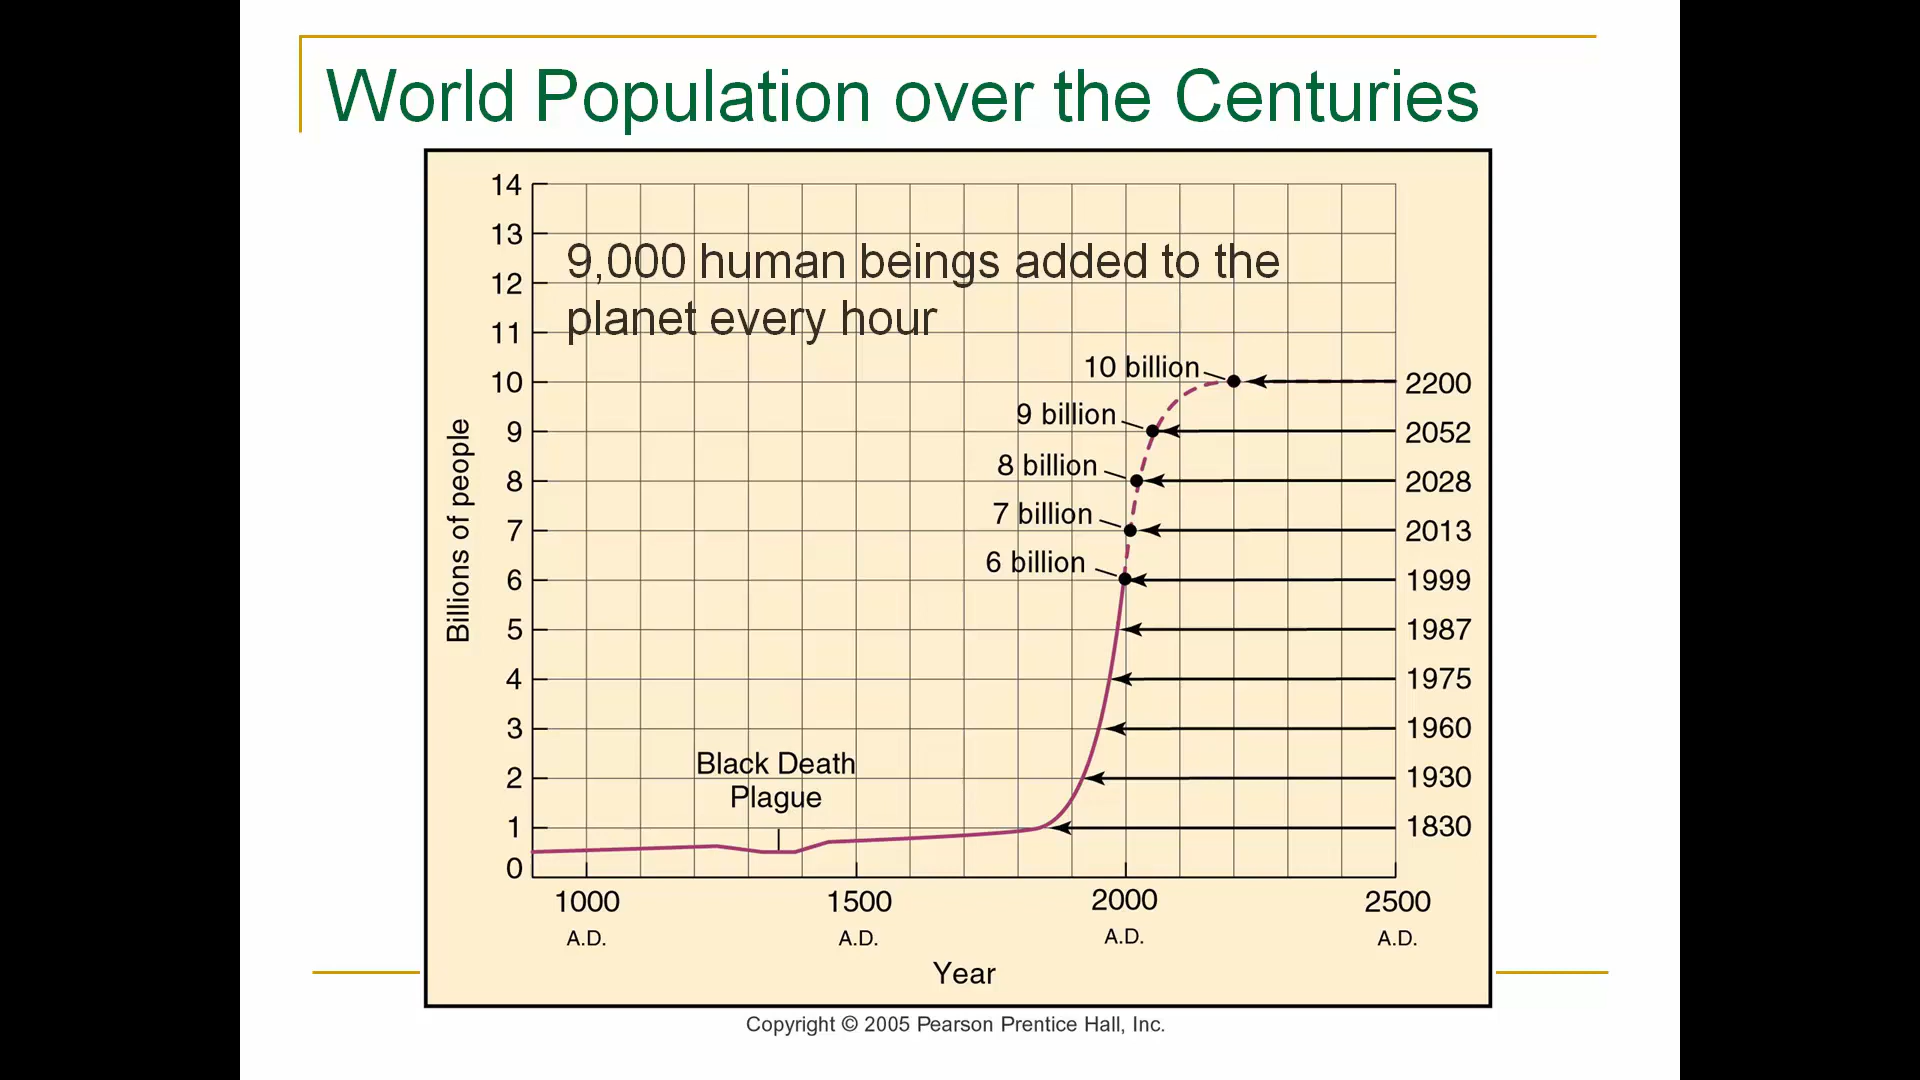 World Population over the Centuries
14
13
12
11
10
9
8
7
6
5
4
3
2
1
0
Billions of people
9,000 human beings added to the
planet every hour
10 billion
9 billion
8 billion
7 billion
6 billion
2200
2052
2028
2013
1999
1987
1975
1960
1930
1830
Black Death
Plague
1000
A.D.
1500
A.D.
2000
A.D.
2500
A.D.
Year
Copyright © 2005 Pearson Prentice Hall, Inc.